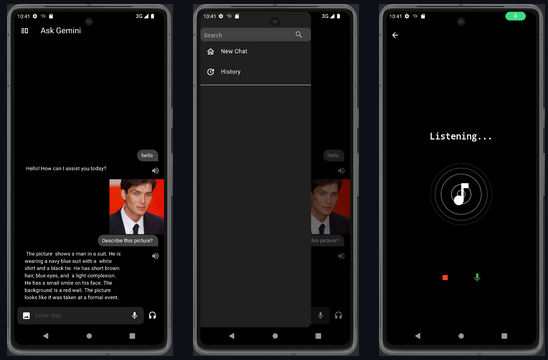 10:41
3G
Ask Gemini
hello
Hello! How can I assist you today?
Describe this picture?
The picture shows a man in a suit. He is
wearing a navy blue suit with a white
shirt and a black tie. He has short brown
hair, blue eyes, and a light complexion.
He has a small smile on his face. The
background is a red wall. The picture
looks like it was taken at a formal event.
Enter text
10:41
3G
Search
New Chat
History
hello
this picture?
10:41
Listening...